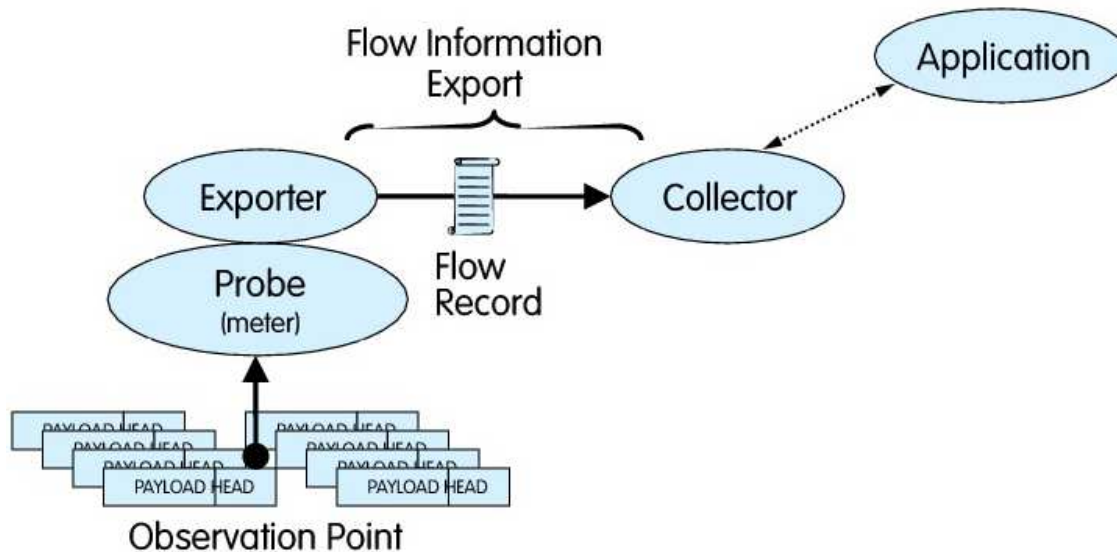 Flow Information
Export
Application
Exporter
Collector
Flow
Record
Probe
(meter)
PAYLOAD HEAD
PAYLOAD HEAD
PAYLOAD HEAD
PAYLOAD HEAD
PAYLOAD HEAD
PAYLOAD HEAD
PAYLOAD HEAD
PAYLOAD HEAD
Observation Point